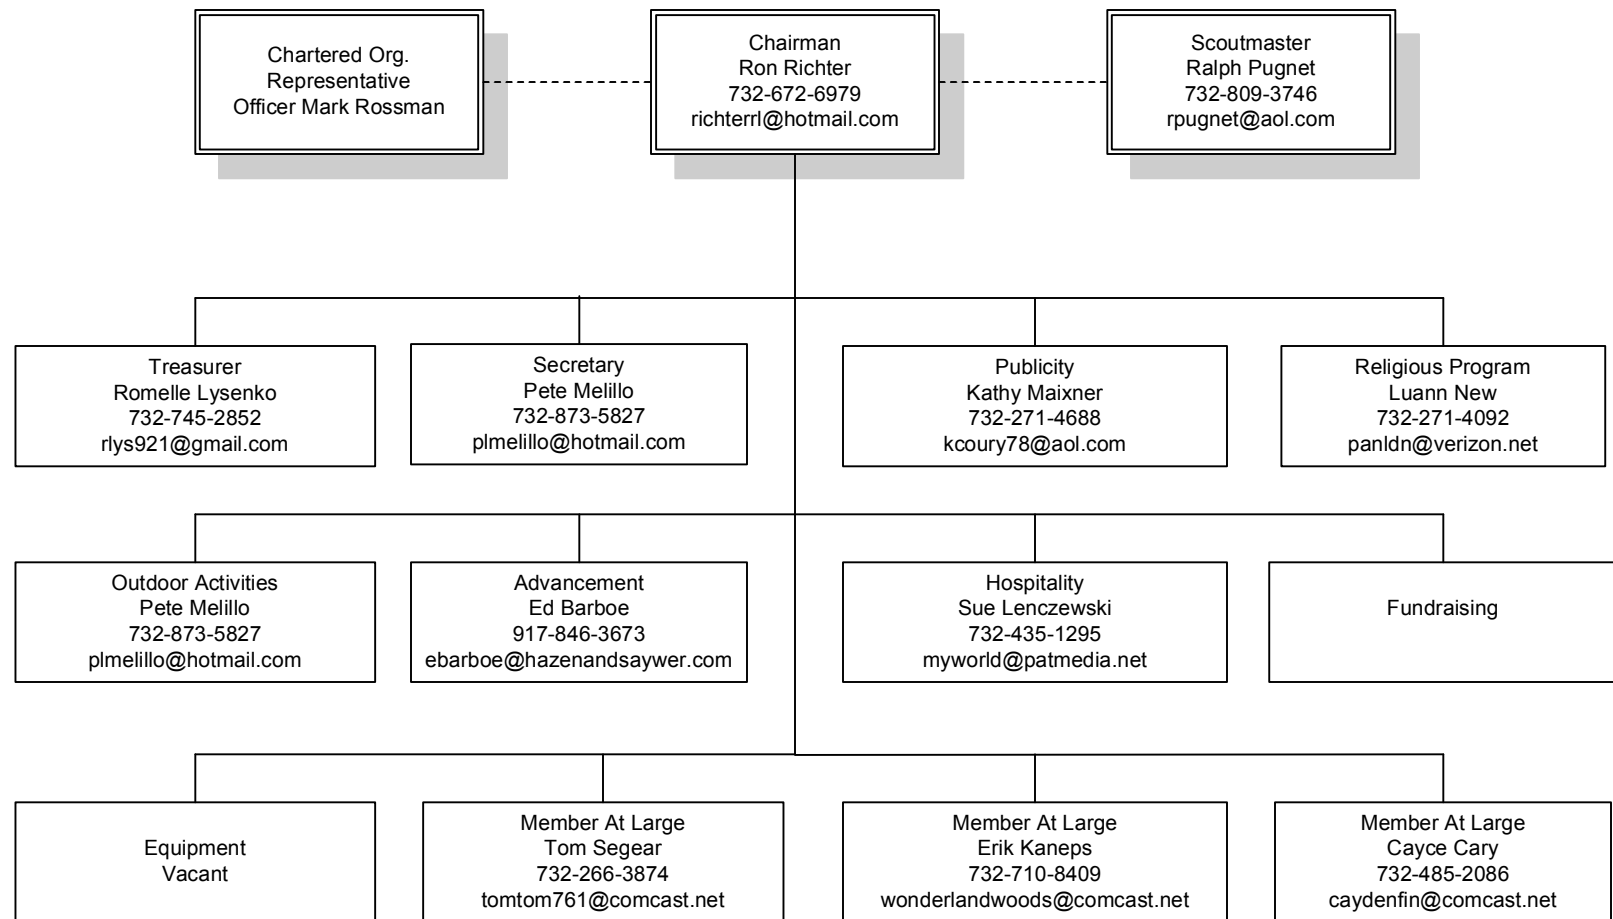 Chartered Org.
Representative
Officer Mark Rossman
Chairman
Ron Richter
732-672-6979
richterrl@hotmail.com
Scoutmaster
Ralph Pugnet
732-809-3746
rpugnet@aol.com
Treasurer
Romelle Lysenko
732-745-2852
rlys921@gmail.com
Secretary
Pete Melillo
732-873-5827
plmelillo@hotmail.com
Publicity
Kathy Maixner
732-271-4688
kcoury78@aol.com
Religious Program
Luann New
732-271-4092
panldn@verizon.net
Outdoor Activities
Pete Melillo
732-873-5827
plmelillo@hotmail.com
Advancement
Ed Barboe
917-846-3673
ebarboe@hazenandsaywer.com
Hospitality
Sue Lenczewski
732-435-1295
myworld@patmedia.net
Fundraising
Equipment
Vacant
Member At Large
Tom Segear
732-266-3874
tomtom761@comcast.net
Member At Large
Erik Kaneps
732-710-8409
wonderlandwoods@comcast.net
Member At Large
Cayce Cary
732-485-2086
caydenfin@comcast.net